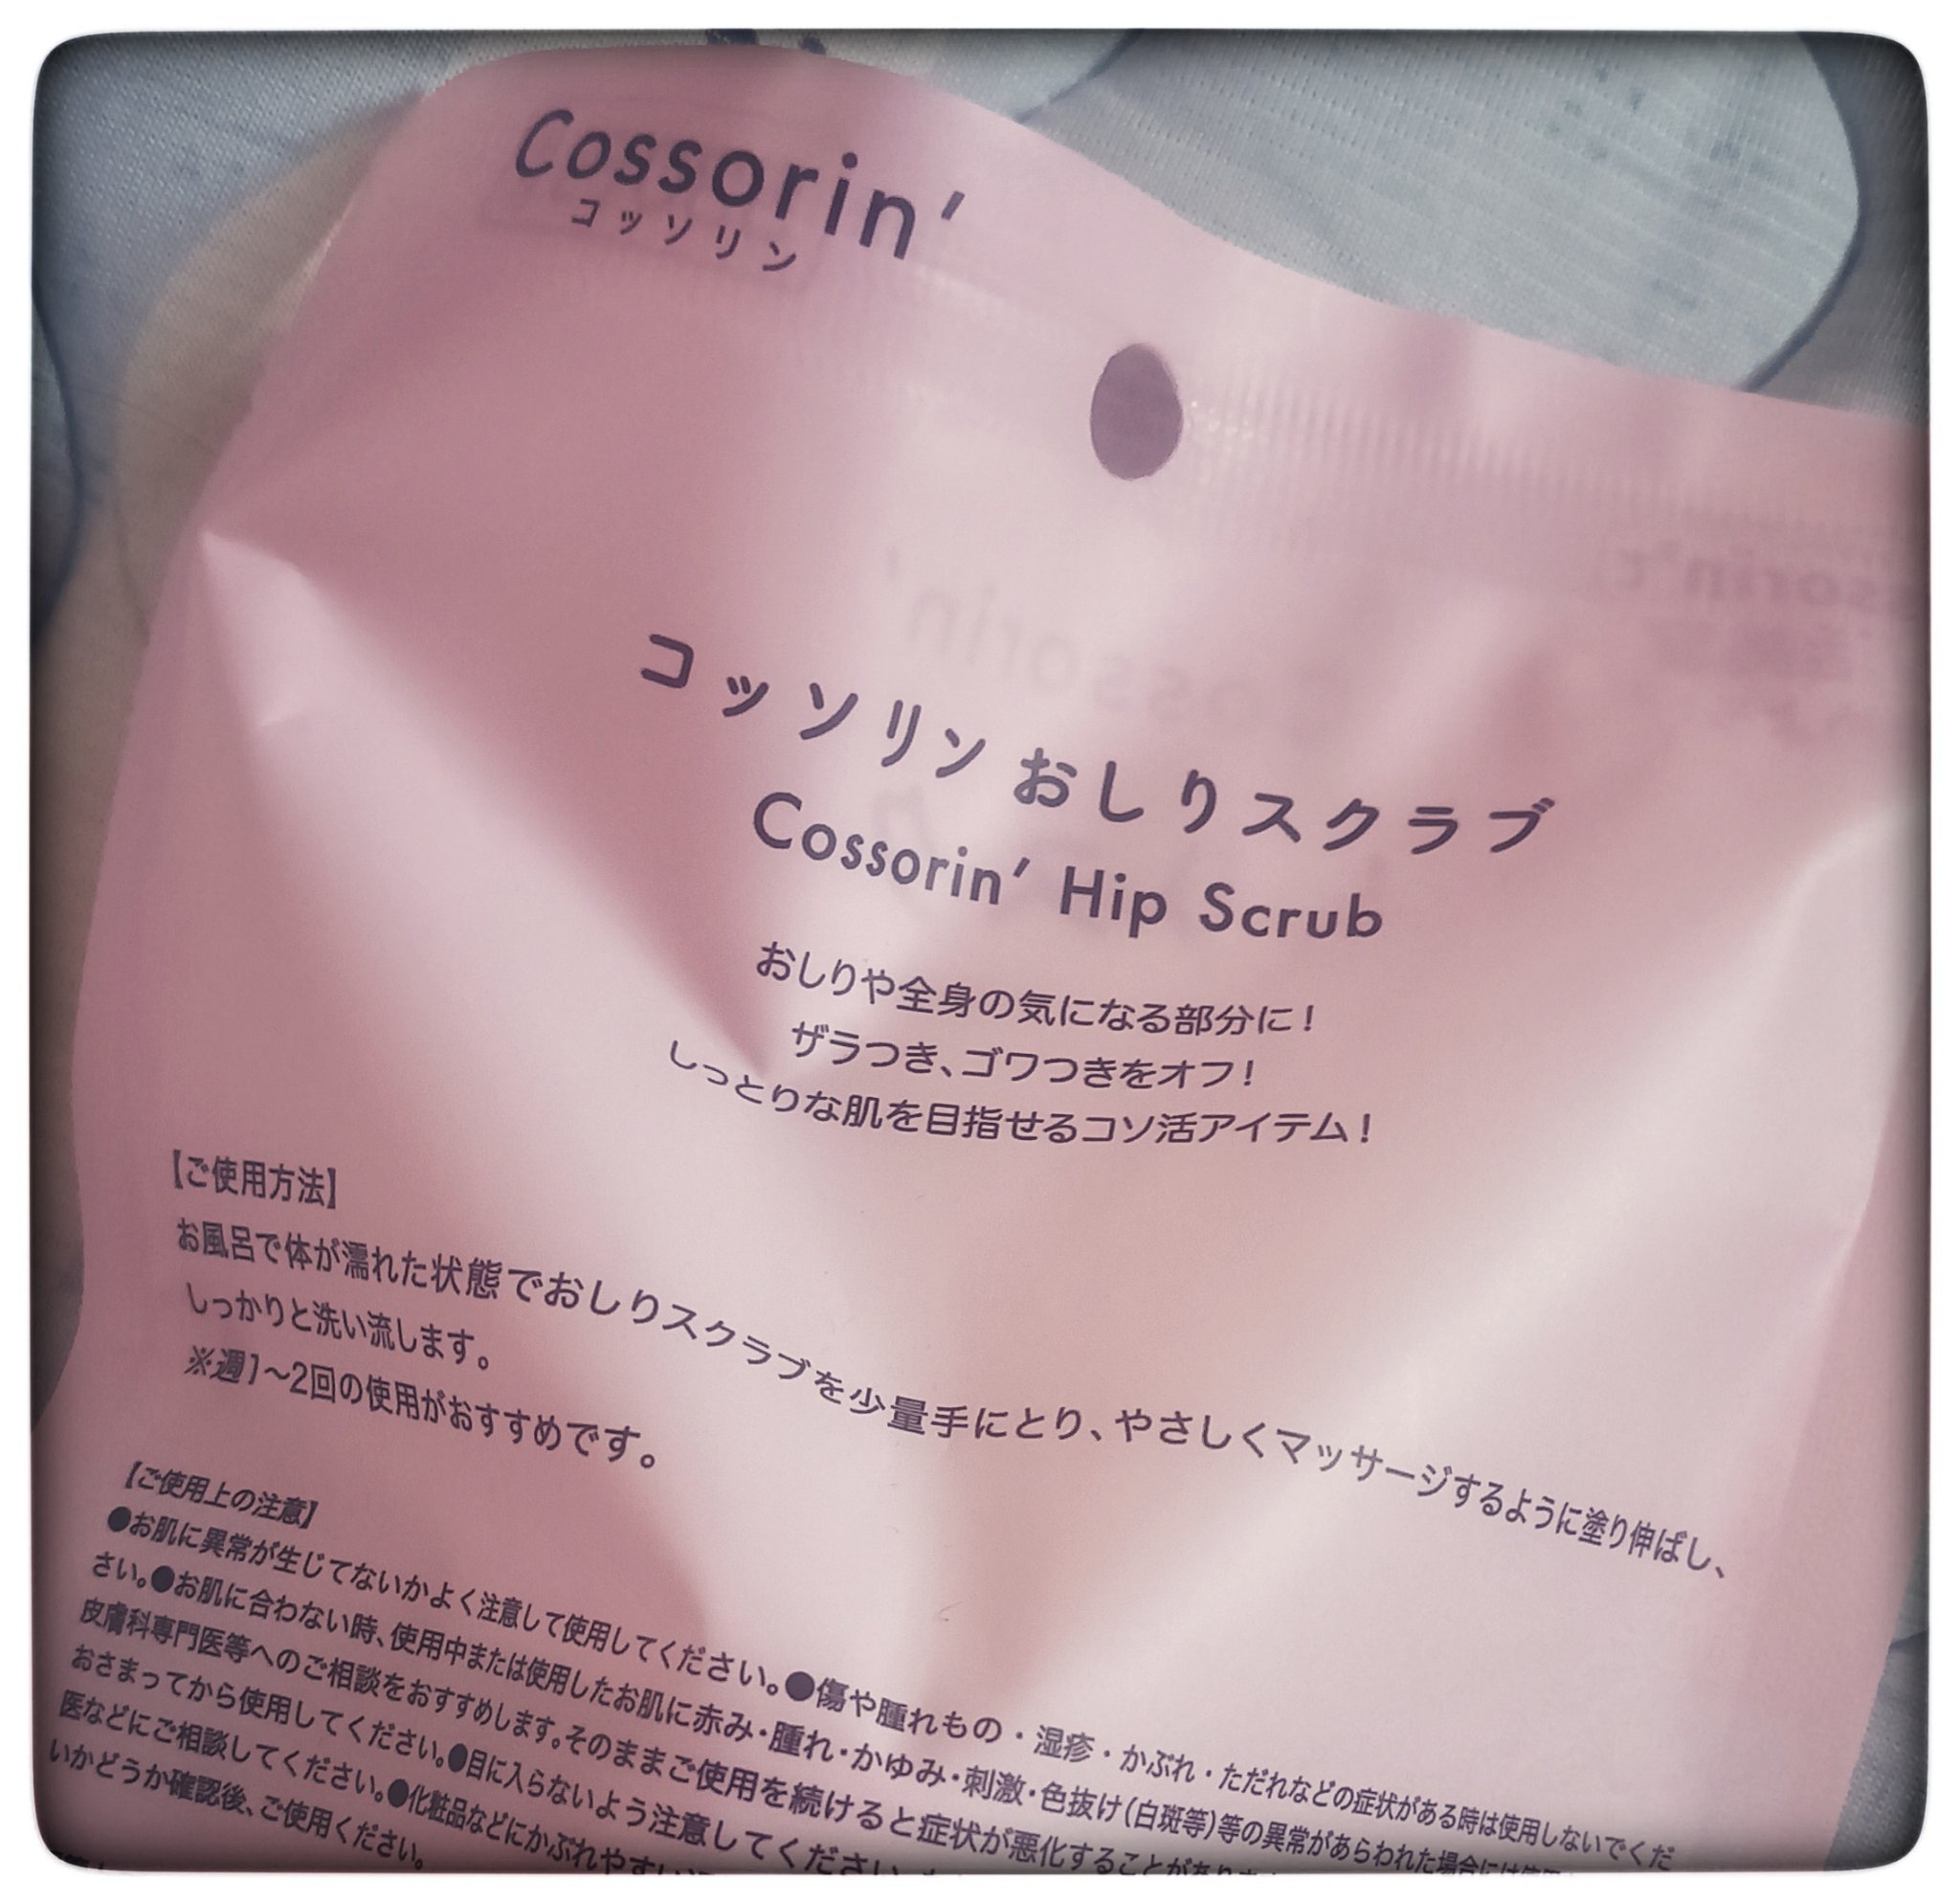 Cossorin'
コッソリン
コッソリン おしりスクラブ
Cossorin' Hip Scrub
おしりや全身の気になる部分に!
ザラつき、ゴワつきをオフ!
しっとりな肌を目指せるコソ活アイテム!
【ご使用方法】
お風呂で体が濡れた状態でおしりスクラブを少量手にとり、やさしくマッサージするように塗り伸ばし、
しっかりと洗い流します。
※週1〜2回の使用がおすすめです。
【ご使用上の注意】
●お肌に異常が生じてないかよく注意して使用してください。●傷や腫れもの・湿疹・かぶれ・ただれなどの症状がある時は使用しないでくだ
さい。●お肌に合わない時、使用中または使用したお肌に赤み・腫れ・かゆみ・刺激・色抜け(白斑等)等の異常があらわれた場合には
皮膚科専門医等へのご相談をおすすめします。そのままご使用を続けると症状が悪化することがあり
おさまってから使用してください。●目に入らないよう注意してください。
医などにご相談してください。●化粧品などにかぶれやすい
いかどうか確認後、ご使用ください。